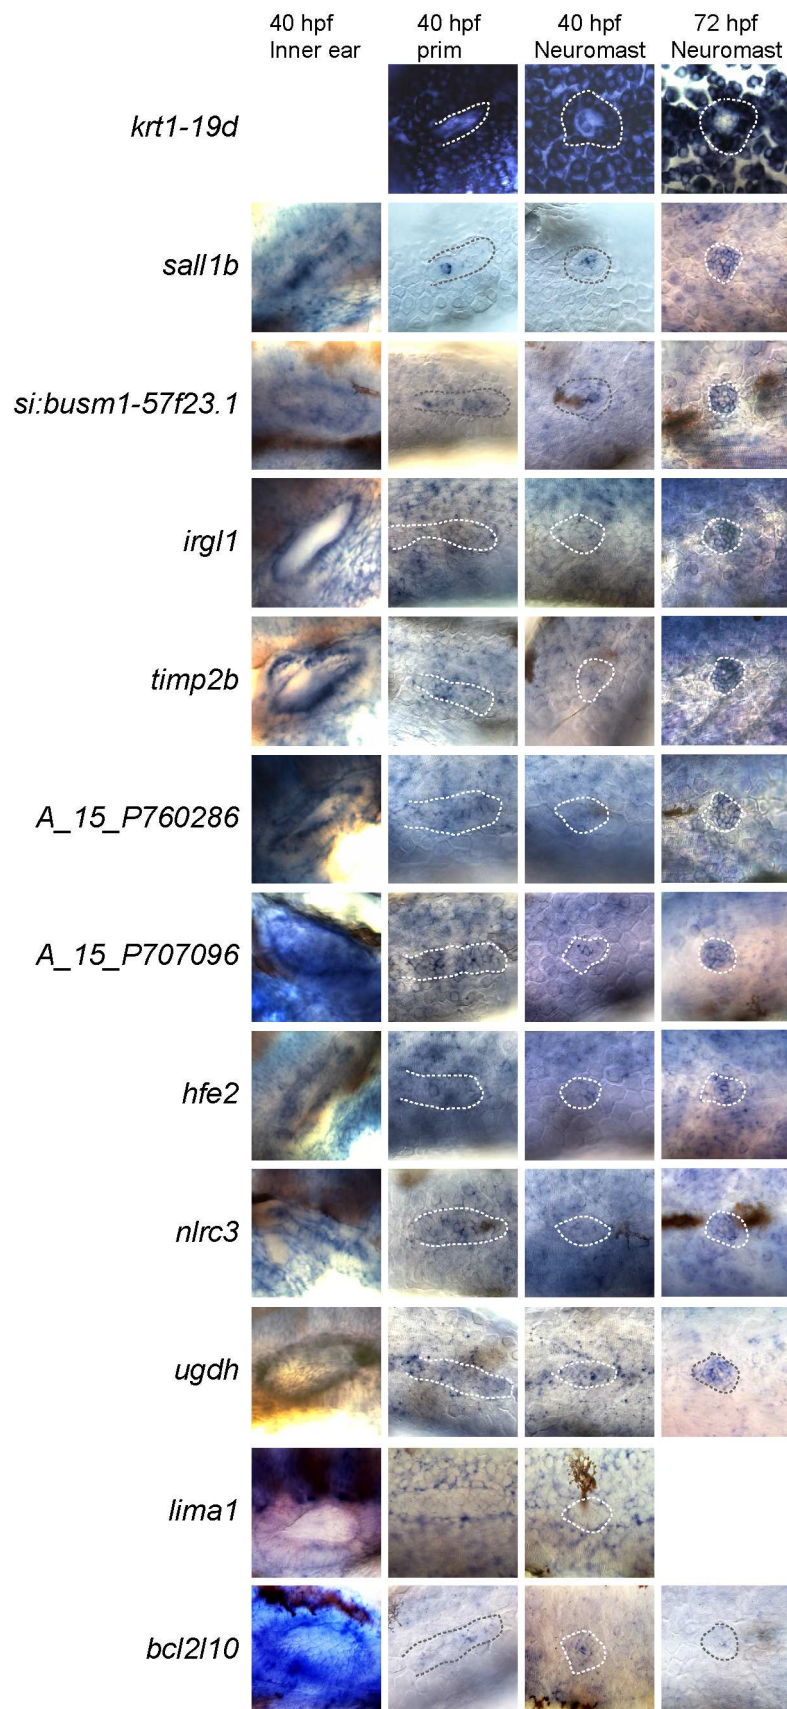 40 hpf 40 hpf 40 hpf 72 hpf
Inner ear prim Neuromast Neuromast
krt1-19d
sall1b
si:busm1-57f23.1
irgl1
timp2b
A_15_P760286
A_15_P707096
hfe2
nlrc3
ugdh
lima1
bcl2l10